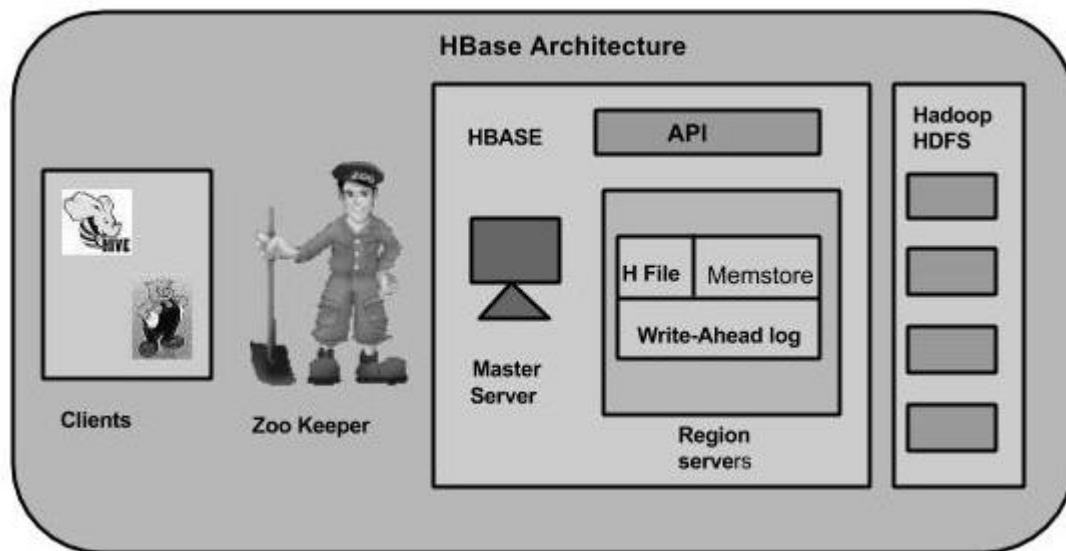 HBase Architecture
HBASE
API
Hadoop
HDFS
HIVE
ZOO
H File
Memstore
Write-Ahead log
Master
Server
Clients
Zoo Keeper
Region
servers